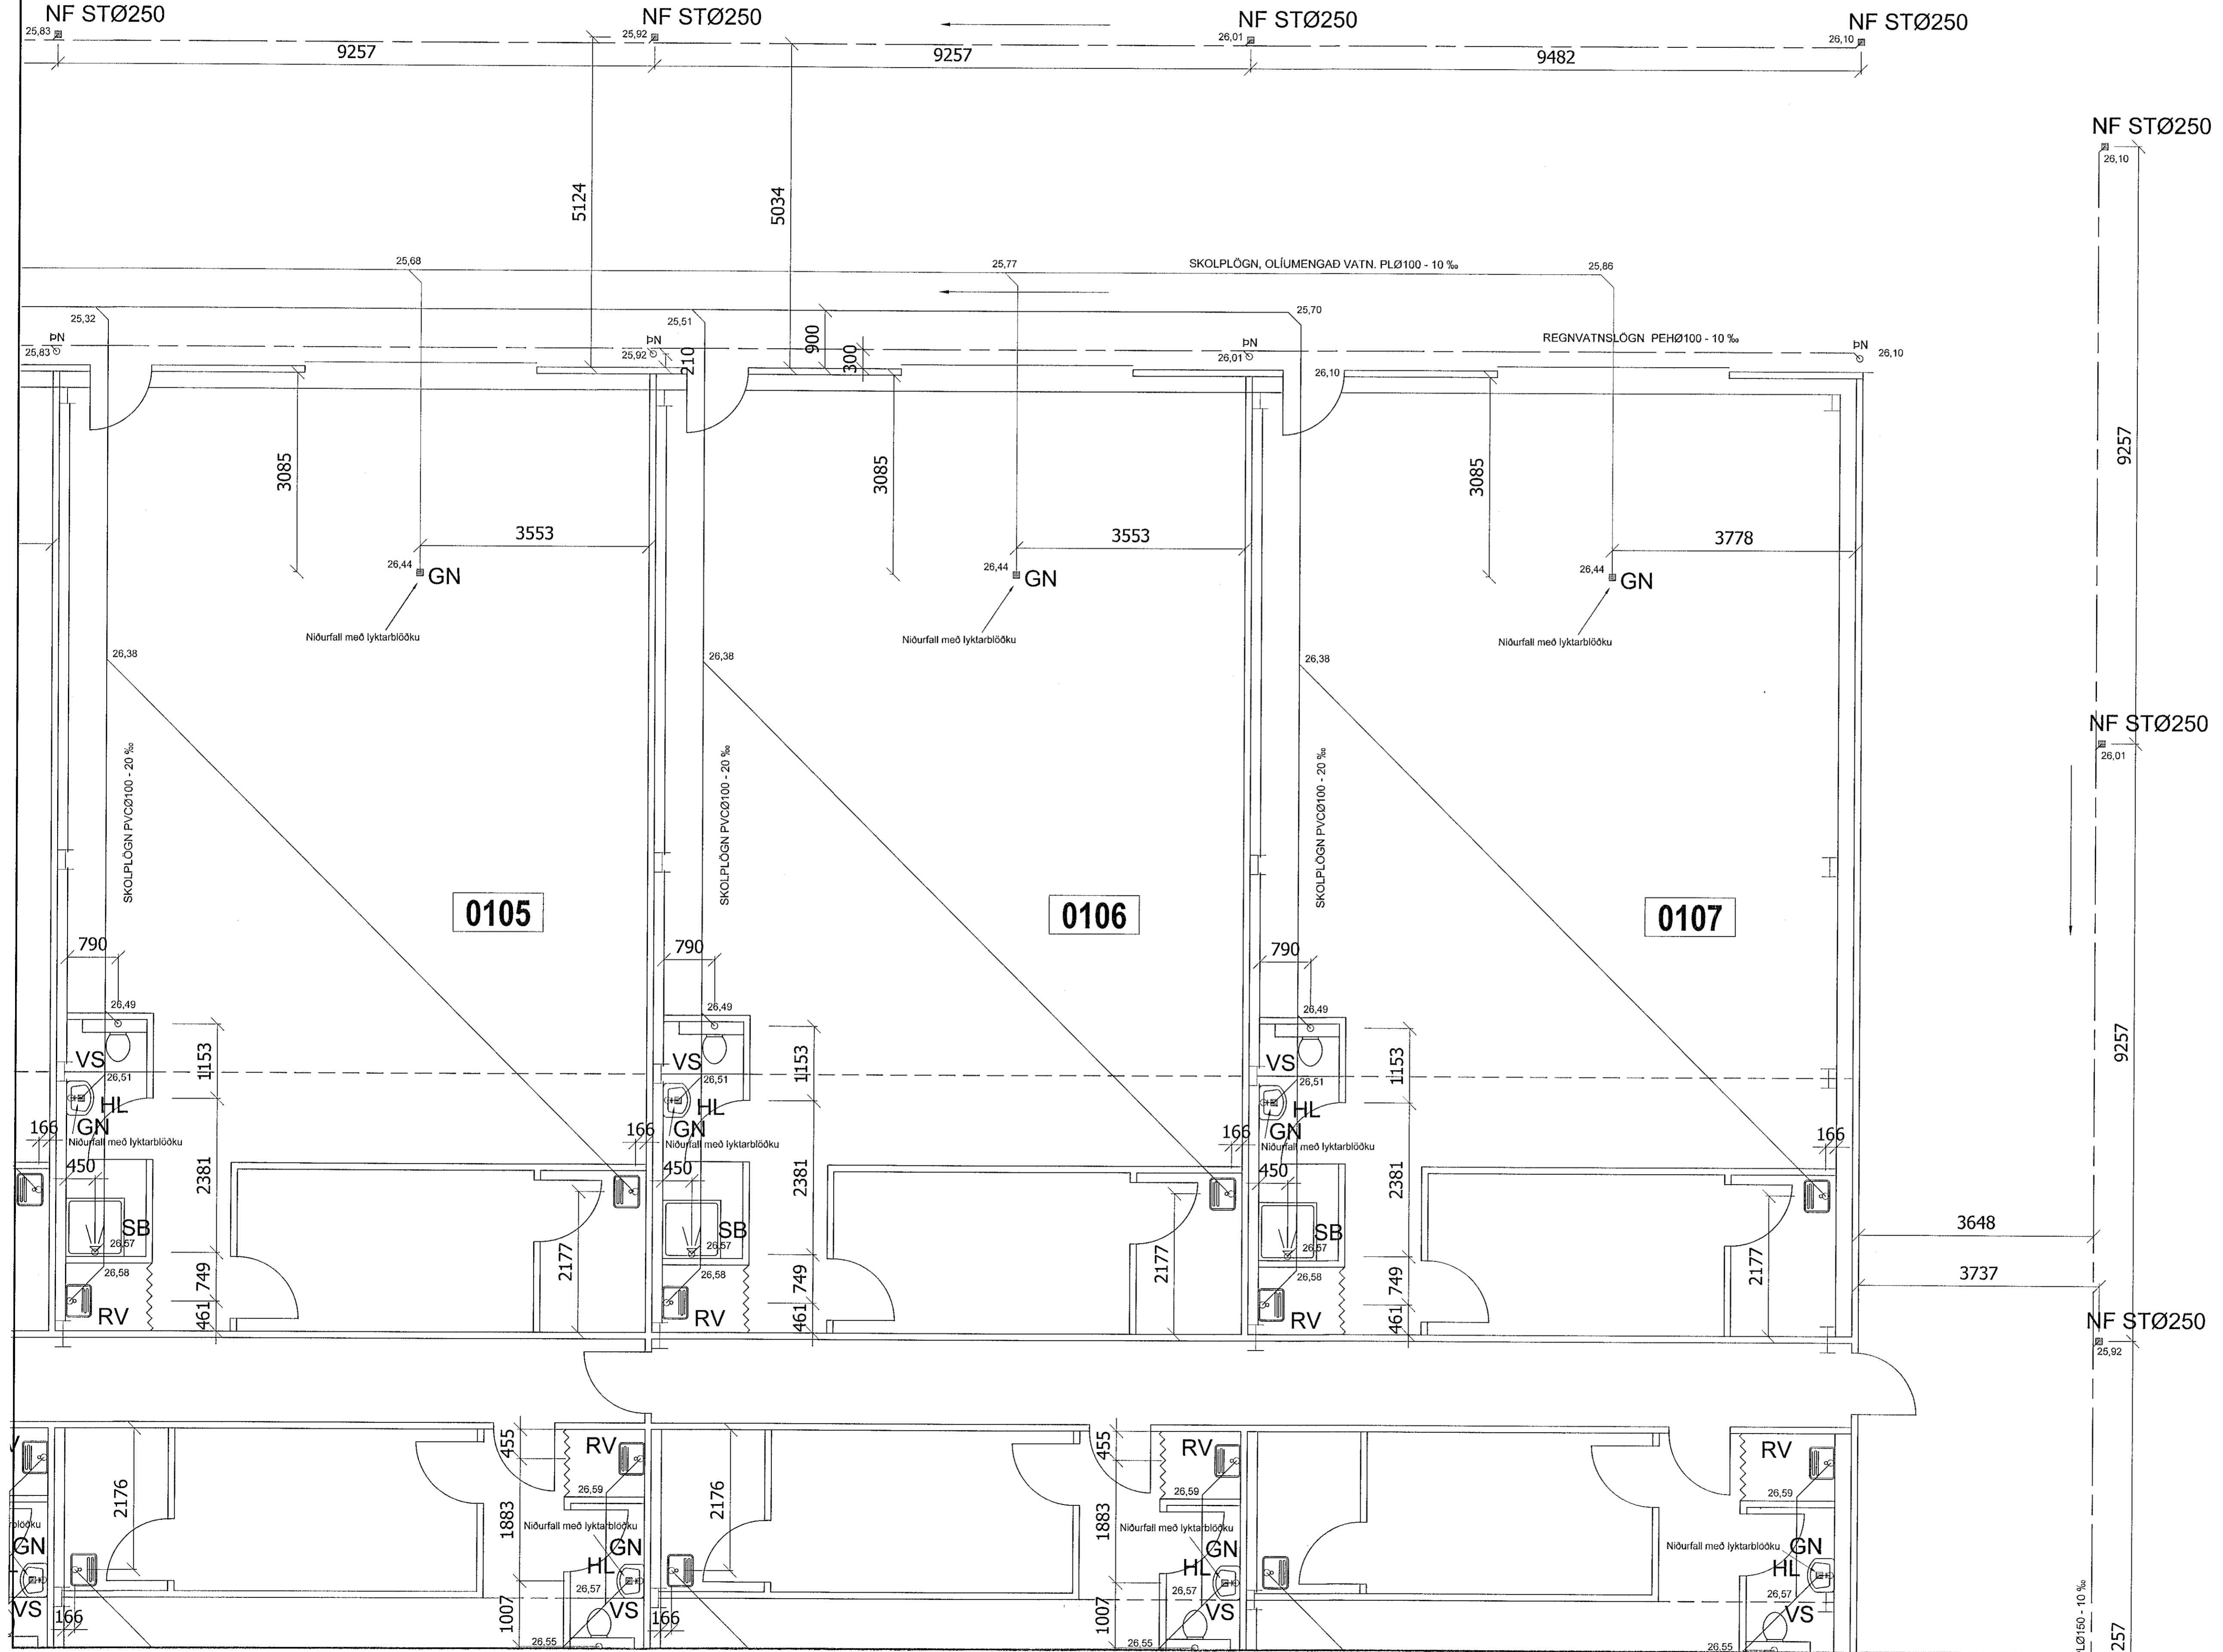 NF STØ250
NF STØ250
NF STØ250
NF STØ250
25,83
25,92
26,01
26,10
9257
9257
9482
NF STØ250
26,10
5124
5034
9257
25,68
25,77
SKOLPLÖGN, OLÍUMENGAÐ VATN. PLØ100 - 10 ‰
25,86
25,32
25,51
25,70
900
300
210
ÞN
25,83
ÞN
25,92
ÞN
26,01
REGNVATNSLÖGN PEHØ100 - 10 ‰
ÞN
26,10
26,10
3085
3085
3085
3553
3553
3778
26,44
GN
26,44
GN
26,44
GN
Niðurfall með lyktarblöðku
Niðurfall með lyktarblöðku
Niðurfall með lyktarblöðku
26,38
26,38
26,38
NF STØ250
26,01
SKOLPLÖGN PVCØ100 - 20 ‰
SKOLPLÖGN PVCØ100 - 20 ‰
SKOLPLÖGN PVCØ100 - 20 ‰
0105
0106
0107
790
790
790
9257
26,49
26,49
26,49
VS
VS
VS
1153
1153
1153
26,51
26,51
26,51
HL
HL
HL
GN
GN
GN
166
166
166
166
Niðurfall með lyktarblöðku
Niðurfall með lyktarblöðku
Niðurfall með lyktarblöðku
450
450
450
2381
2381
2381
SB
SB
SB
26,57
26,57
26,57
26,58
26,58
26,58
2177
2177
2177
749
749
749
461
461
461
RV
RV
RV
3648
3737
NF STØ250
25,92
455
455
RV
RV
RV
2176
2176
26,59
26,59
26,59
1883
1883
Niðurfall með lyktarblöðku
Niðurfall með lyktarblöðku
Niðurfall með lyktarblöðku
GN
GN
GN
GN
HL
HL
HL
26,57
26,57
26,57
VS
VS
VS
VS
166
166
1007
1007
26,55
26,55
26,55
LØ150 - 10 ‰
257